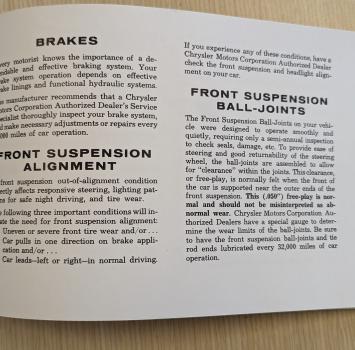 BRAKES
ery motorist knows the importance of a de-
ndable and effective braking system. Your
ake system operation depends on effective
ake linings and functional hydraulic systems.
manufacturer recommends that a Chrysler
otors Corporation Authorized Dealer's Service
ecialist thoroughly inspect your brake system,
d make necessary adjustments or repairs every
000 miles of car operation.
FRONT SUSPENSION
ALIGNMENT
front suspension out-of-alignment condition
ectly affects responsive steering, lighting pat-
ns for safe night driving, and tire wear.
following three important conditions will in-
ate the need for front suspension alignment:
Uneven or severe front tire wear and/or...
Car pulls in one direction on brake appli-
cation and/or...
Car leads—left or right—in normal driving.
If you experience any of these conditions, have a
Chrysler Motors Corporation Authorized Dealer
check the front suspension and headlight align-
ment on your car.
FRONT SUSPENSION
BALL-JOINTS
The Front Suspension Ball-Joints on your vehi-
cle were designed to operate smoothly and
quietly, requiring only a semi-annual inspection
to check seals, damage, etc. To provide ease of
steering and good returnability of the steering
wheel, the ball-joints are assembled to allow
for "clearance" within the joints. This clearance,
or free-play, is normally felt when the front of
the car is supported near the outer ends of the
front suspension. This (.050") free-play is nor-
mal and should not be misinterpreted as ab-
normal wear. Chrysler Motors Corporation Au-
thorized Dealers have a special gauge to deter-
mine the wear limits of the ball-joints. Be sure
to have the front suspension ball-joints and tie
rod ends lubricated every 32,000 miles of car
operation.